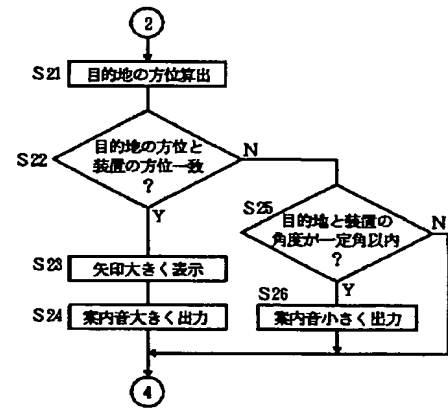 2
S21
目的地の方位算出
S22
目的地の方位と
装置の方位一致
?
N
Y
S25
目的地と装置の
角度が一定角以内
?
N
Y
S23
矢印大きく表示
S24
案内音大きく出力
S26
案内音小さく出力
4